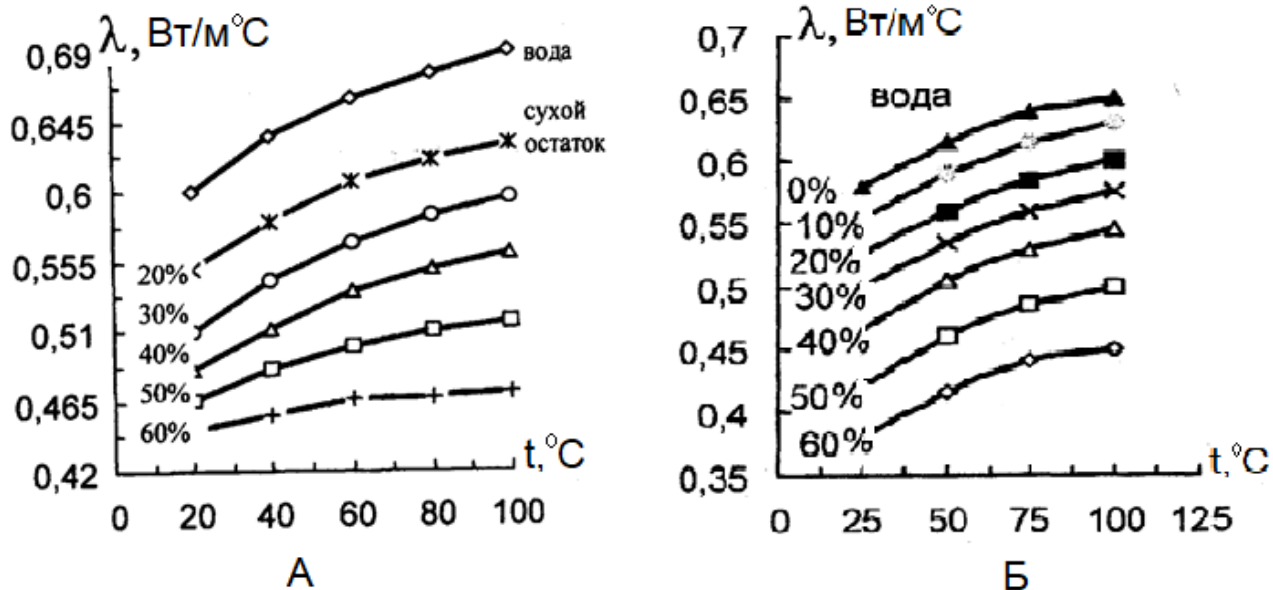 λ, Вт/м°С
0,69
0,645
0,6
0,555
0,51
0,465
0,42
вода
сухой
остаток
20%
30%
40%
50%
60%
t,°С
0 20 40 60 80 100
А
λ, Вт/м°С
0,7
0,65
0,6
0,55
0,5
0,45
0,4
0,35
вода
0%
10%
20%
30%
40%
50%
60%
t,°С
0 25 50 75 100 125
Б